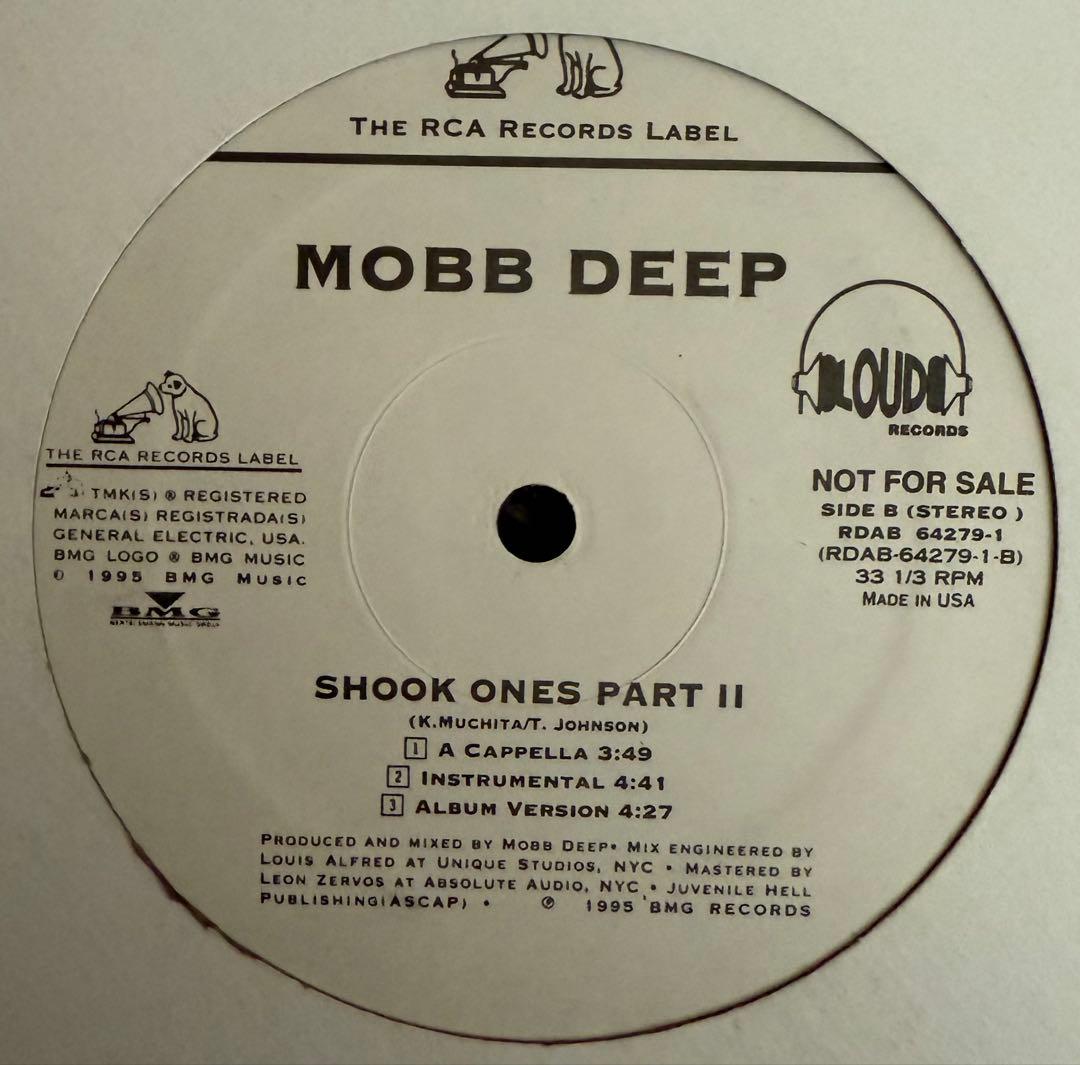 THE RCA RECORDS LABEL
MOBB DEEP
LOUD
RECORDS
THE RCA RECORDS LABEL
TMK(S) ® REGISTERED
MARCA(S) REGISTRADA(S)
GENERAL ELECTRIC, USA.
BMG LOGO ® BMG MUSIC
© 1995 BMG MUSIC
BMG
NOT FOR SALE
SIDE B (STEREO )
RDAB 64279-1
(RDAB-64279-1-B)
33 1/3 RPM
MADE IN USA
SHOOK ONES PART II
(K.MUCHITA/T. JOHNSON)
1 A CAPPELLA 3:49
2 INSTRUMENTAL 4:41
3 ALBUM VERSION 4:27
PRODUCED AND MIXED BY MOBB DEEP• MIX ENGINEERED BY
LOUIS ALFRED AT UNIQUE STUDIOS, NYC • MASTERED BY
LEON ZERVOS AT ABSOLUTE AUDIO, NYC • JUVENILE HELL
PUBLISHING(ASCAP) • ℗ 1995 BMG RECORDS